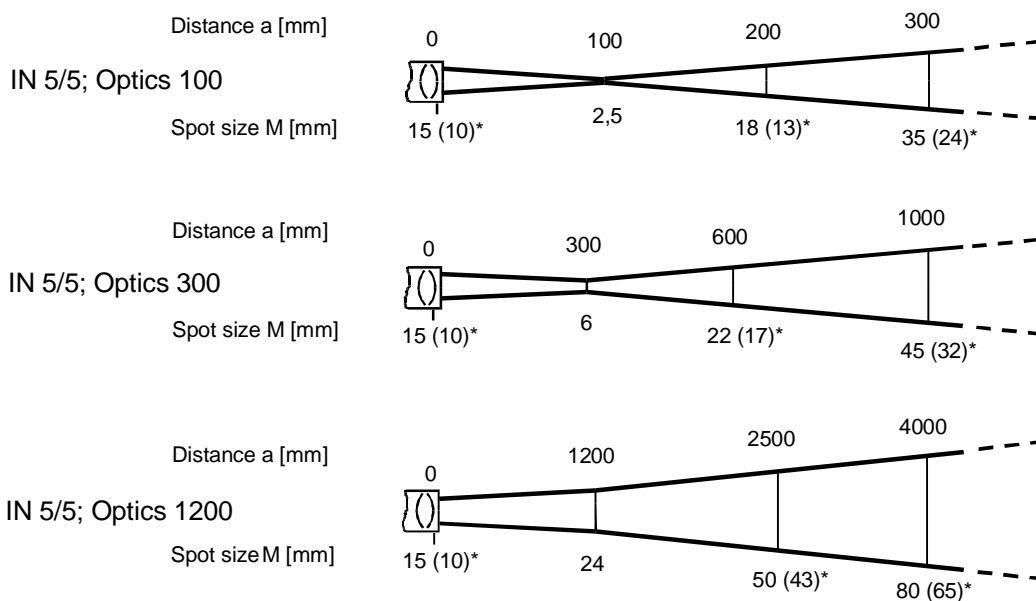 Distance a [mm]
0 100 200 300
IN 5/5; Optics 100
Spot size M [mm]
15 (10)* 2,5 18 (13)* 35 (24)*
Distance a [mm]
0 300 600 1000
IN 5/5; Optics 300
Spot size M [mm]
15 (10)* 6 22 (17)* 45 (32)*
Distance a [mm]
0 1200 2500 4000
IN 5/5; Optics 1200
Spot size M [mm]
15 (10)* 24 50 (43)* 80 (65)*